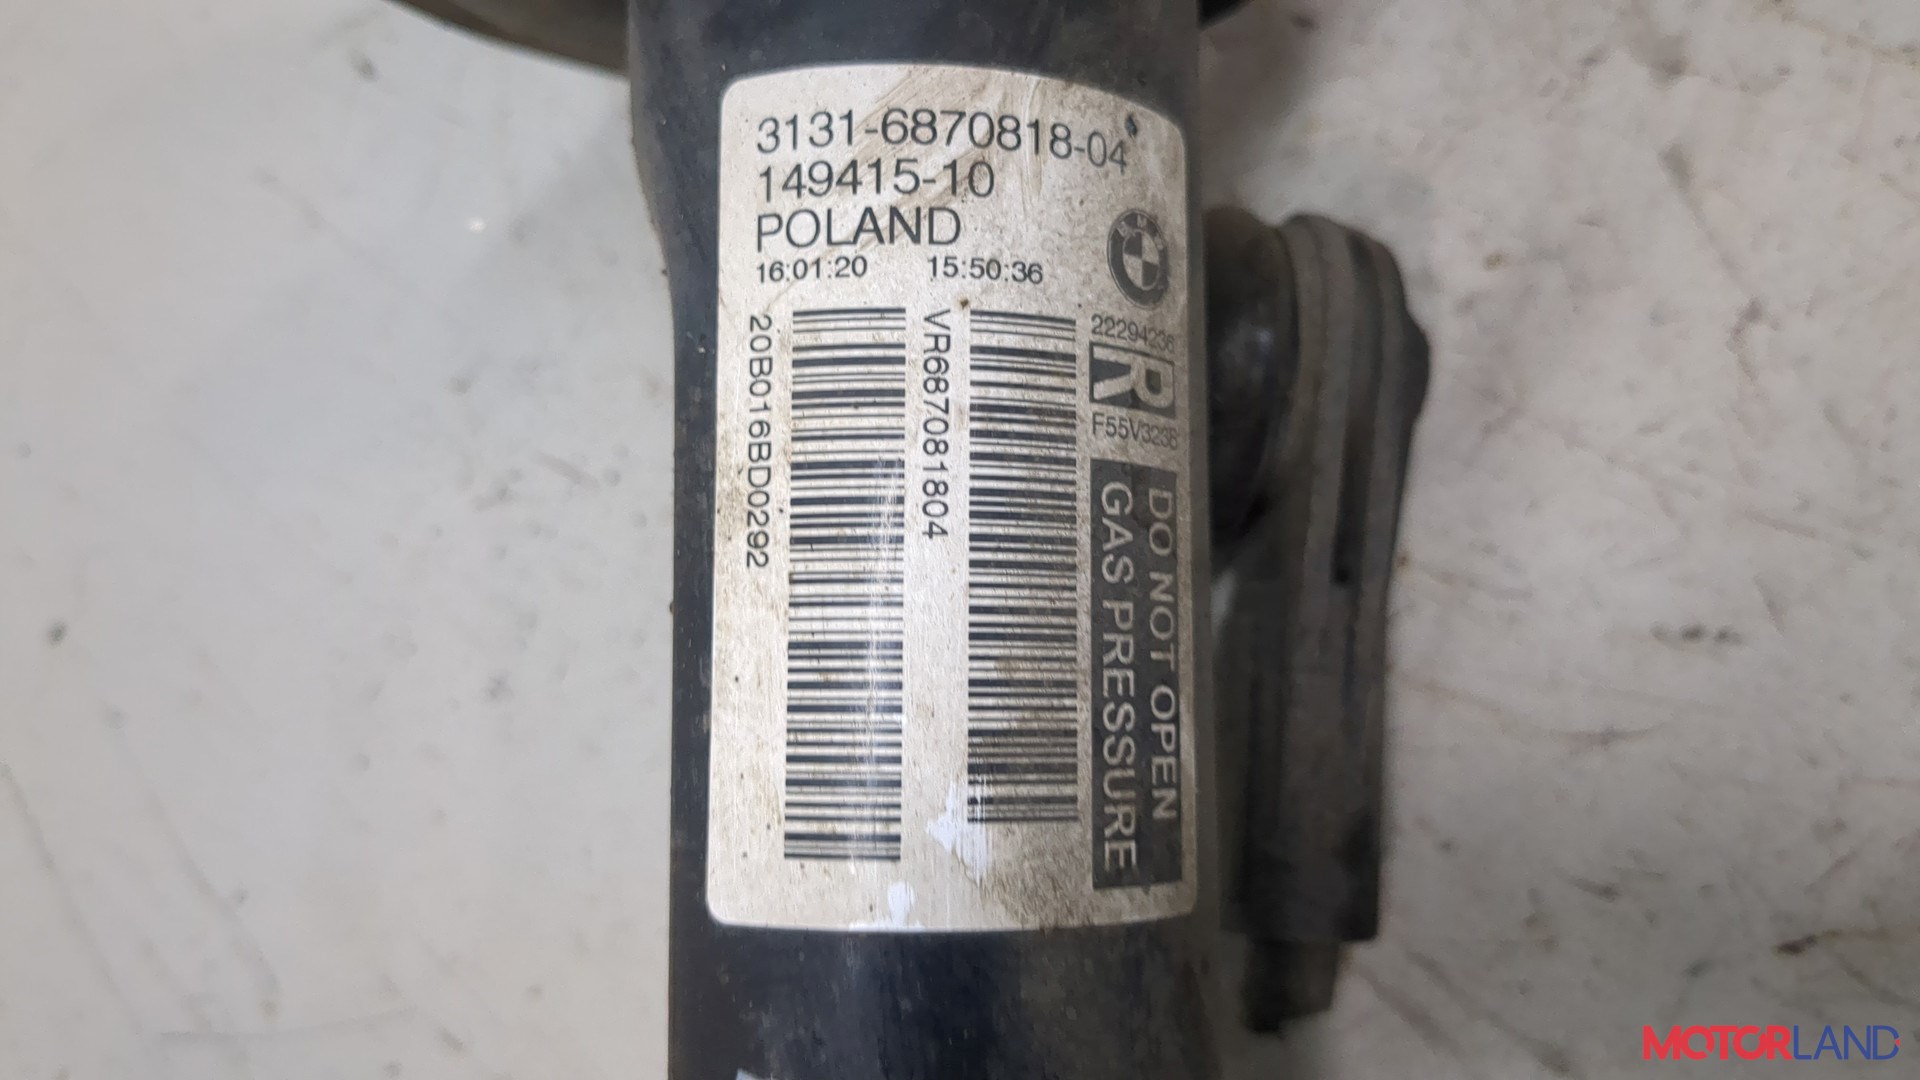 3131-6870818-04
149415-10
POLAND
16:01:20 15:50:36
20B016BD0292
VR687081804
22294236
R
F55V3236
DO NOT OPEN
GAS PRESSURE
MOTORLAND